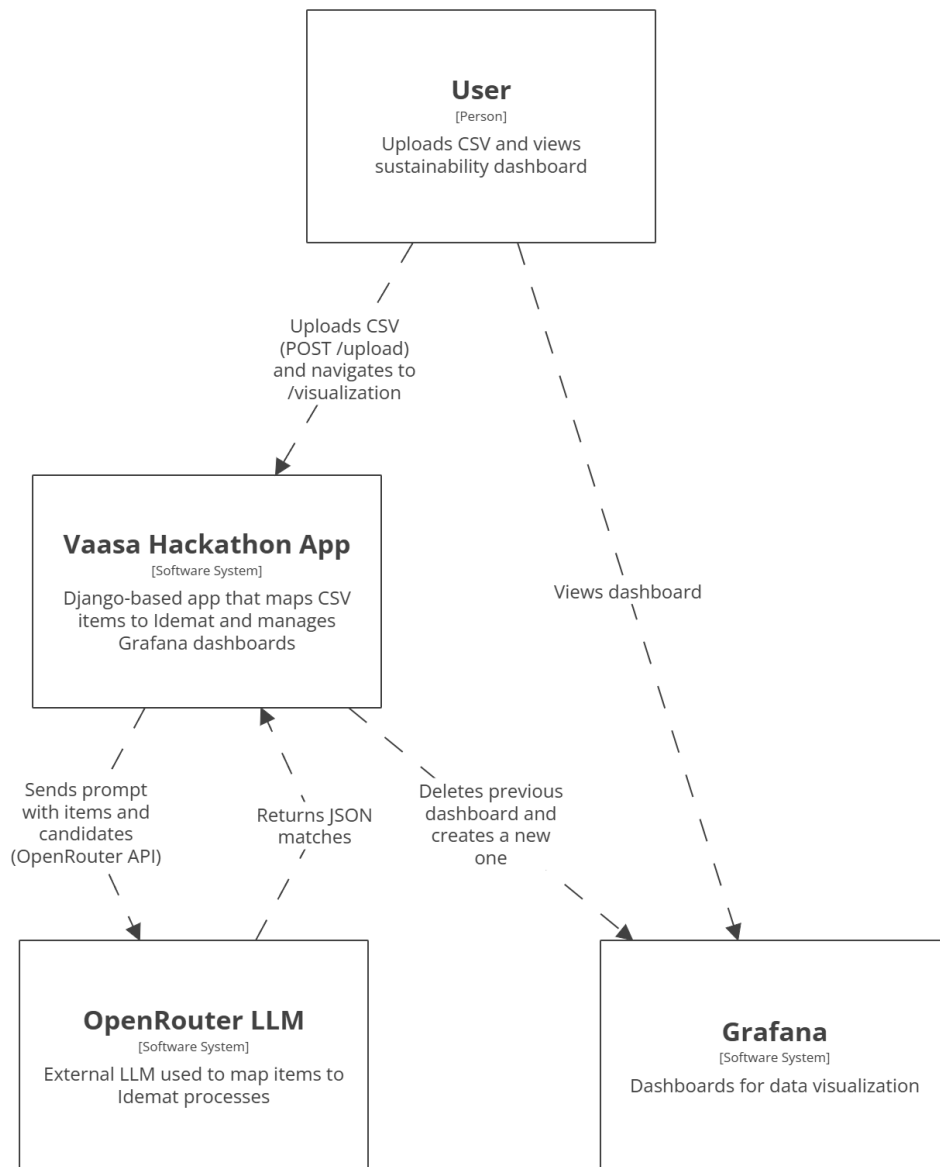 User
[Person]
Uploads CSV and views
sustainability dashboard
Uploads CSV
(POST /upload)
and navigates to
/visualization
Vaasa Hackathon App
[Software System]
Django-based app that maps CSV
items to Idemat and manages
Grafana dashboards
Views dashboard
Sends prompt
with items and
candidates
(OpenRouter API)
Returns JSON
matches
Deletes previous
dashboard and
creates a new
one
OpenRouter LLM
[Software System]
External LLM used to map items to
Idemat processes
Grafana
[Software System]
Dashboards for data visualization